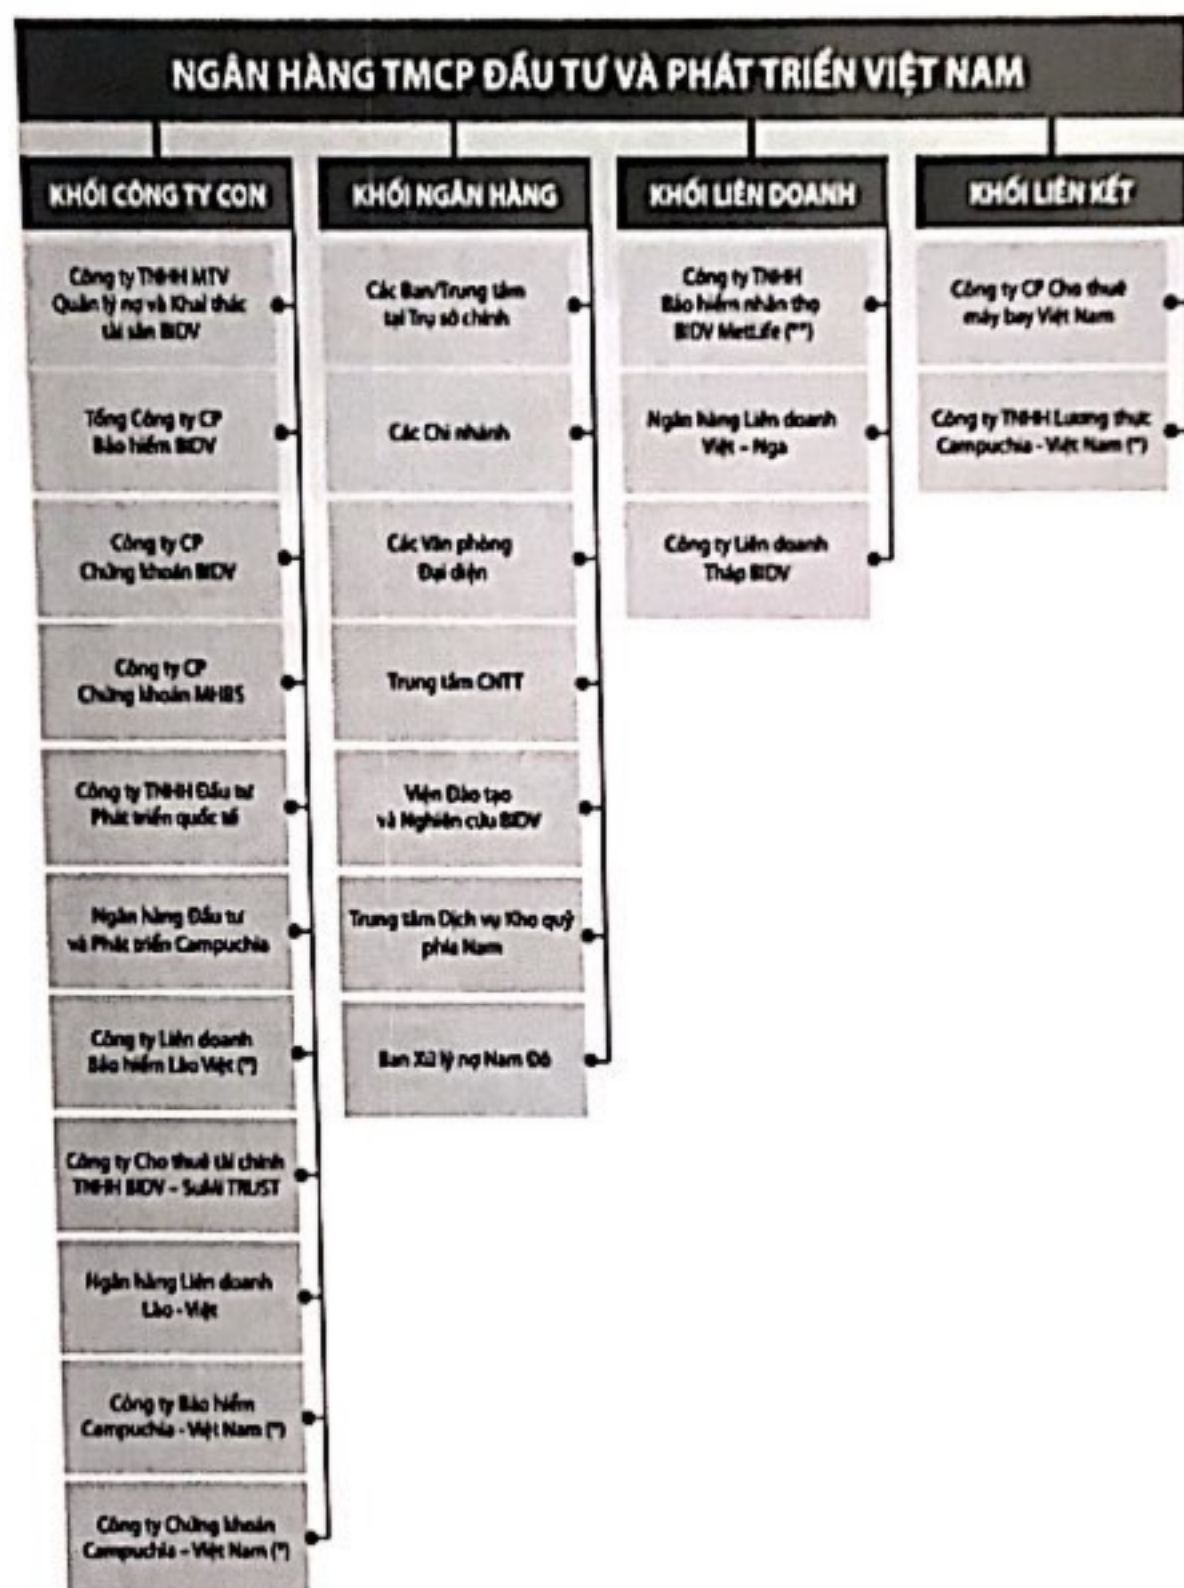 NGÂN HÀNG TMCP ĐẦU TƯ VÀ PHÁT TRIỂN VIỆT NAM
KHỐI CÔNG TY CON
Công ty TNHH MTV
Quản lý nợ và Khai thác
tài sản BIDV
Tổng Công ty CP
Bảo hiểm BIDV
Công ty CP
Chứng khoán BIDV
Công ty CP
Chứng khoán MHBS
Công ty TNHH Đầu tư
Phát triển quốc tế
Ngân hàng Đầu tư
và Phát triển Campuchia
Công ty Liên doanh
Bảo hiểm Lào Việt (*)
Công ty Cho thuê tài chính
TNHH BIDV – SuMi TRUST
Ngân hàng Liên doanh
Lào - Việt
Công ty Bảo hiểm
Campuchia - Việt Nam (*)
Công ty Chứng khoán
Campuchia – Việt Nam (*)
KHỐI NGÂN HÀNG
Các Ban/Trung tâm
tại Trụ sở chính
Các Chi nhánh
Các Văn phòng
Đại diện
Trung tâm CNTT
Viện Đào tạo
và Nghiên cứu BIDV
Trung tâm Dịch vụ Kho quỹ
phía Nam
Ban Xử lý nợ Nam Đô
KHỐI LIÊN DOANH
Công ty TNHH
Bảo hiểm nhân thọ
BIDV MetLife (**)
Ngân hàng Liên doanh
Việt – Nga
Công ty Liên doanh
Tháp BIDV
KHỐI LIÊN KẾT
Công ty CP Cho thuê
máy bay Việt Nam
Công ty TNHH Lương thực
Campuchia - Việt Nam (*)